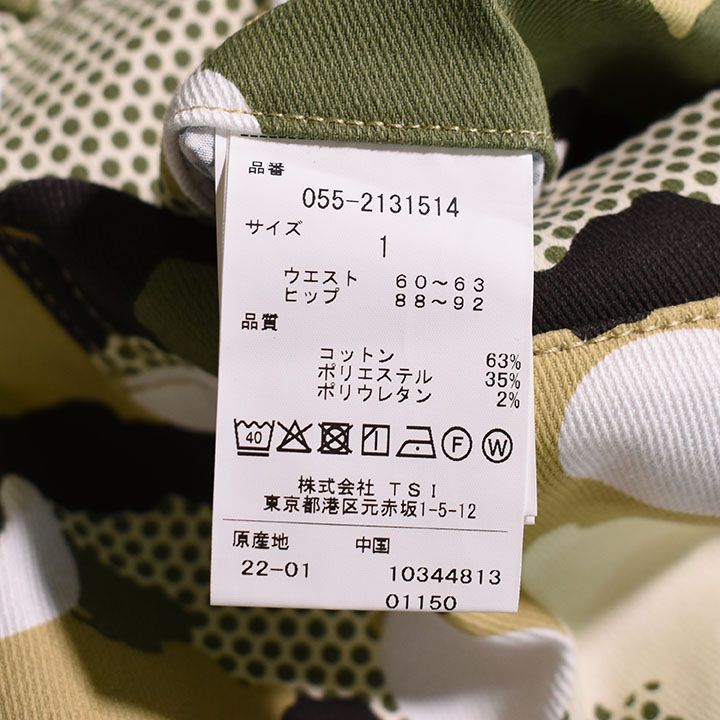 品番
055-2131514
サイズ
1
ウエスト 60～63
ヒップ 88～92
品質
コットン 63%
ポリエステル 35%
ポリウレタン 2%
40 1 F W
株式会社 TSI
東京都港区元赤坂1-5-12
原産地 中国
22-01 10344813
01150